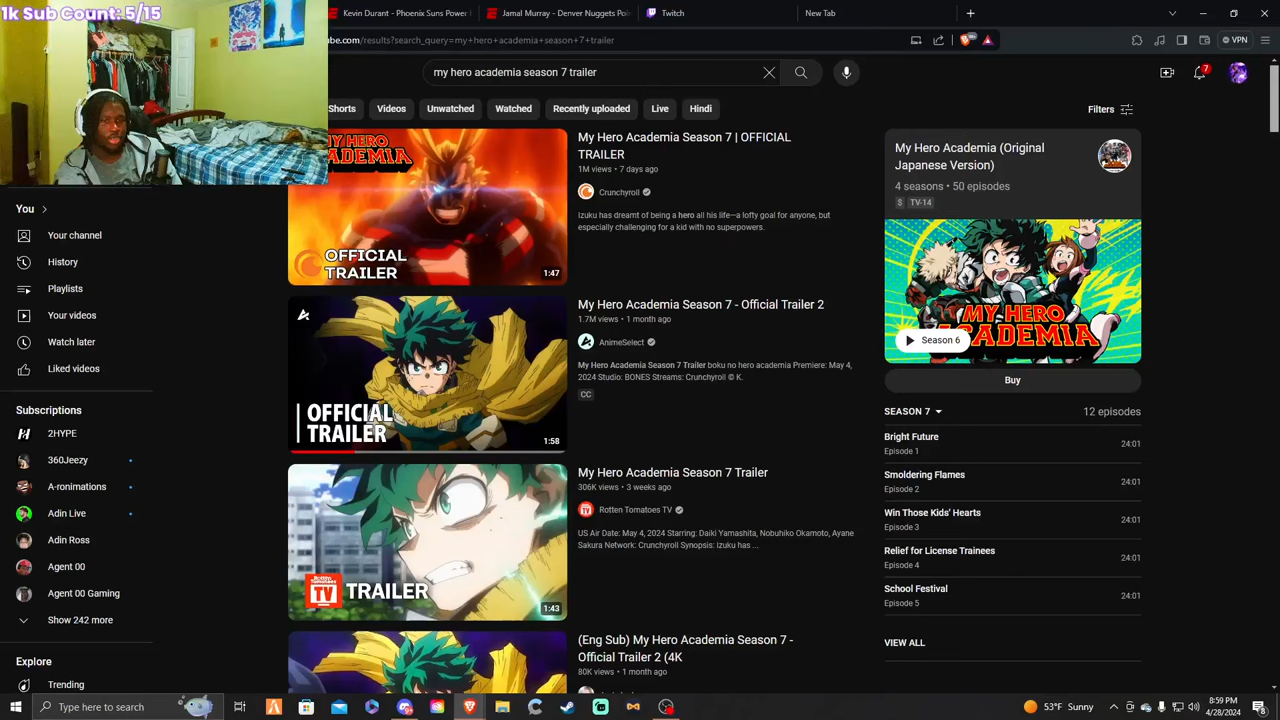 1k Sub Count: 5/15
Kevin Durant - Phoenix Suns Power
Jamal Murray - Denver Nuggets Poi
Twitch
New Tab
be.com/results?search_query=my+hero+academia+season+7+trailer
99+
VPN
my hero academia season 7 trailer
7
Shorts
Videos
Unwatched
Watched
Recently uploaded
Live
Hindi
Filters
You
Your channel
History
Playlists
Your videos
Watch later
Liked videos
Subscriptions
2HYPE
360Jeezy
A-ronimations
Adin Live
Adin Ross
Agent 00
Agent 00 Gaming
Show 242 more
Explore
Trending
MY HERO
ACADEMIA
OFFICIAL
TRAILER
1:47
My Hero Academia Season 7 | OFFICIAL
TRAILER
1M views • 7 days ago
Crunchyroll
Izuku has dreamt of being a hero all his life—a lofty goal for anyone, but
especially challenging for a kid with no superpowers.
OFFICIAL
TRAILER
1:58
My Hero Academia Season 7 - Official Trailer 2
1.7M views • 1 month ago
AnimeSelect
My Hero Academia Season 7 Trailer boku no hero academia Premiere: May 4,
2024 Studio: BONES Streams: Crunchyroll © K.
CC
Rotten
Tomatoes
TV
TRAILER
1:43
My Hero Academia Season 7 Trailer
306K views • 3 weeks ago
Rotten Tomatoes TV
US Air Date: May 4, 2024 Starring: Daiki Yamashita, Nobuhiko Okamoto, Ayane
Sakura Network: Crunchyroll Synopsis: Izuku has ...
(Eng Sub) My Hero Academia Season 7 -
Official Trailer 2 (4K
80K views • 1 month ago
My Hero Academia (Original
Japanese Version)
4 seasons • 50 episodes
$ TV-14
MY HERO
ACADEMIA
Season 6
Buy
SEASON 7
12 episodes
Bright Future
Episode 1
24:01
Smoldering Flames
Episode 2
24:01
Win Those Kids' Hearts
Episode 3
24:01
Relief for License Trainees
Episode 4
24:01
School Festival
Episode 5
24:01
VIEW ALL
Type here to search
53°F Sunny
8:59 PM
4/28/2024